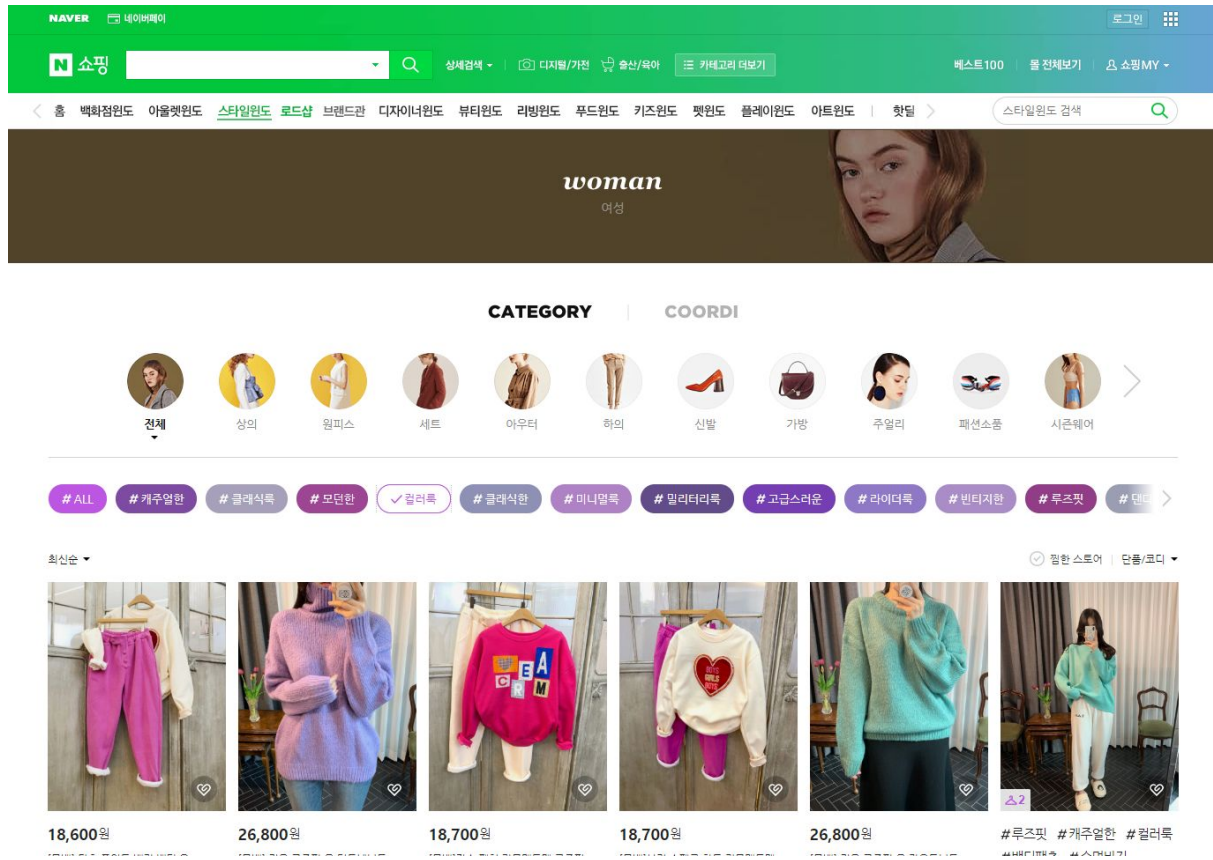 NAVER 네이버페이 로그인
N 쇼핑 상세검색 디지털/가전 출산/육아 카테고리 더보기 베스트100 몰 전체보기 쇼핑MY
홈 백화점윈도 아울렛윈도 스타일윈도 로드샵 브랜드관 디자이너윈도 뷰티윈도 리빙윈도 푸드윈도 키즈윈도 펫윈도 플레이윈도 아트윈도 핫딜 스타일윈도 검색
woman
여성
CATEGORY COORDI
전체 상의 원피스 세트 아우터 하의 신발 가방 주얼리 패션소품 시즌웨어
# ALL # 캐주얼한 # 클래식룩 # 모던한 컬러룩 # 클래식한 # 미니멀룩 # 밀리터리룩 # 고급스러운 # 라이더룩 # 빈티지한 # 루즈핏 #
최신순 찜한 스토어 단품/코디
CREAM
BOYS
GIRLS
BOYS
2
18,600원 26,800원 18,700원 18,700원 26,800원 #루즈핏 #캐주얼한 #컬러룩